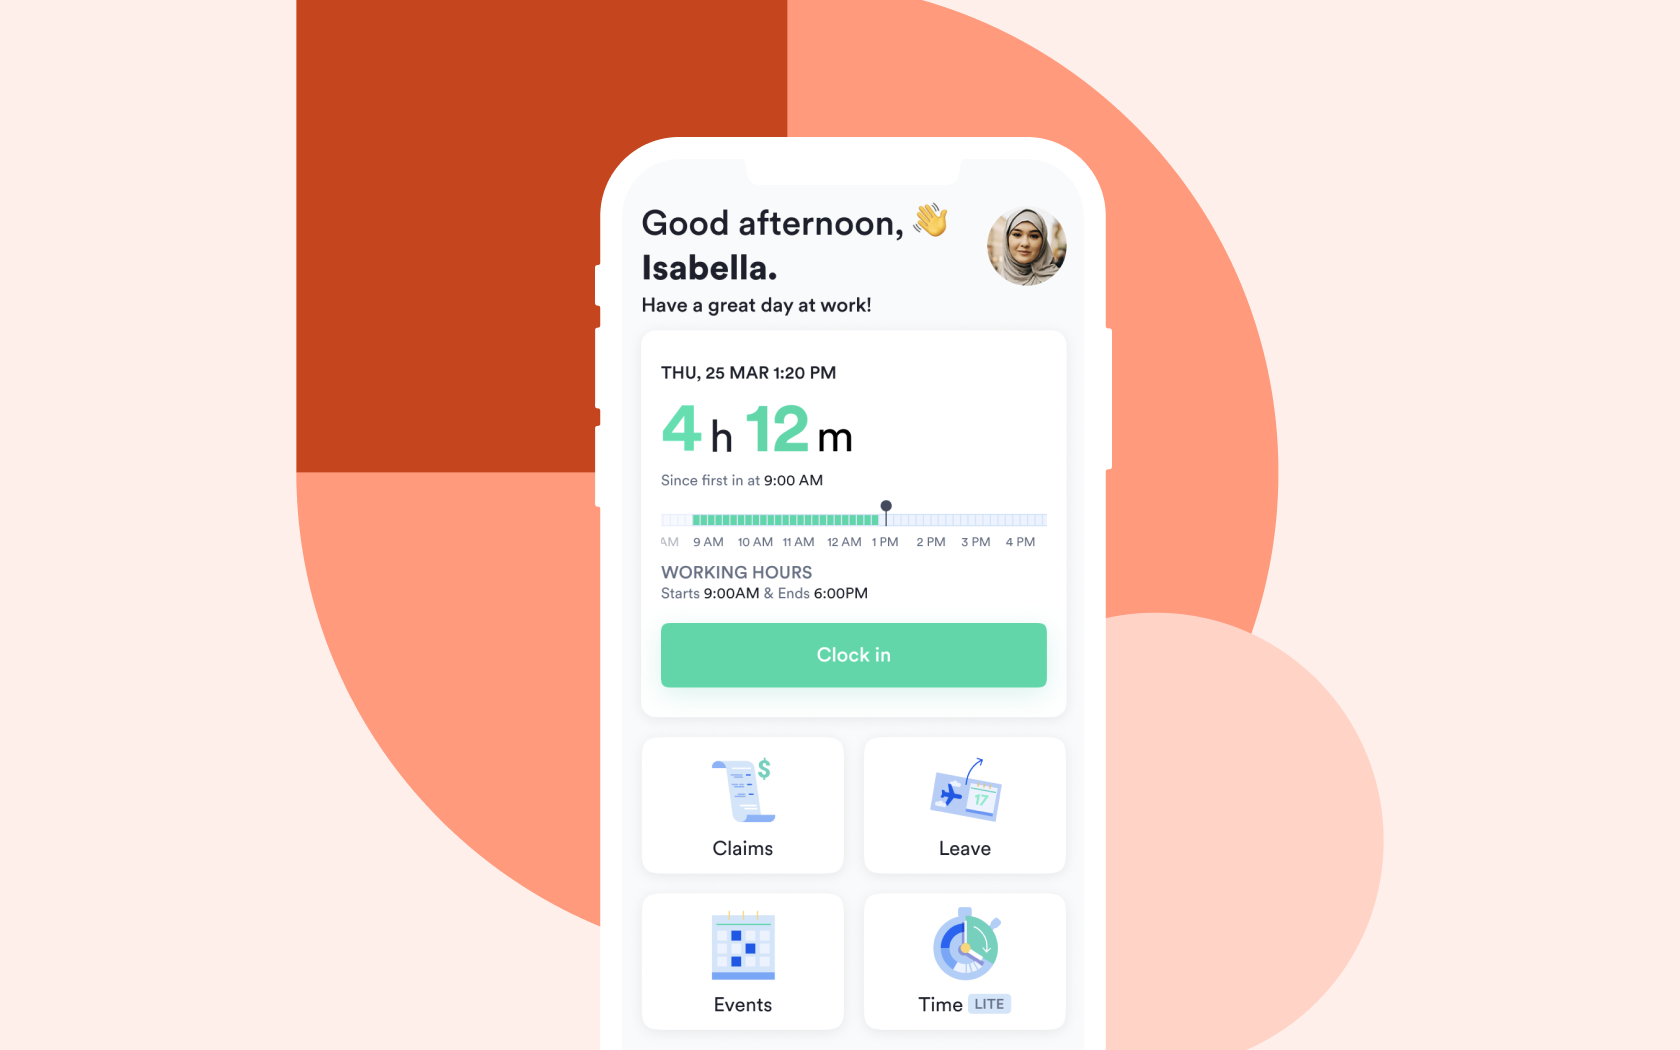 Good afternoon, 👋
Isabella.
Have a great day at work!
THU, 25 MAR 1:20 PM
4 h 12 m
Since first in at 9:00 AM
AM 9 AM 10 AM 11 AM 12 AM 1 PM 2 PM 3 PM 4 PM
WORKING HOURS
Starts 9:00AM & Ends 6:00PM
Clock in
$
17
Claims
Leave
Events
Time LITE